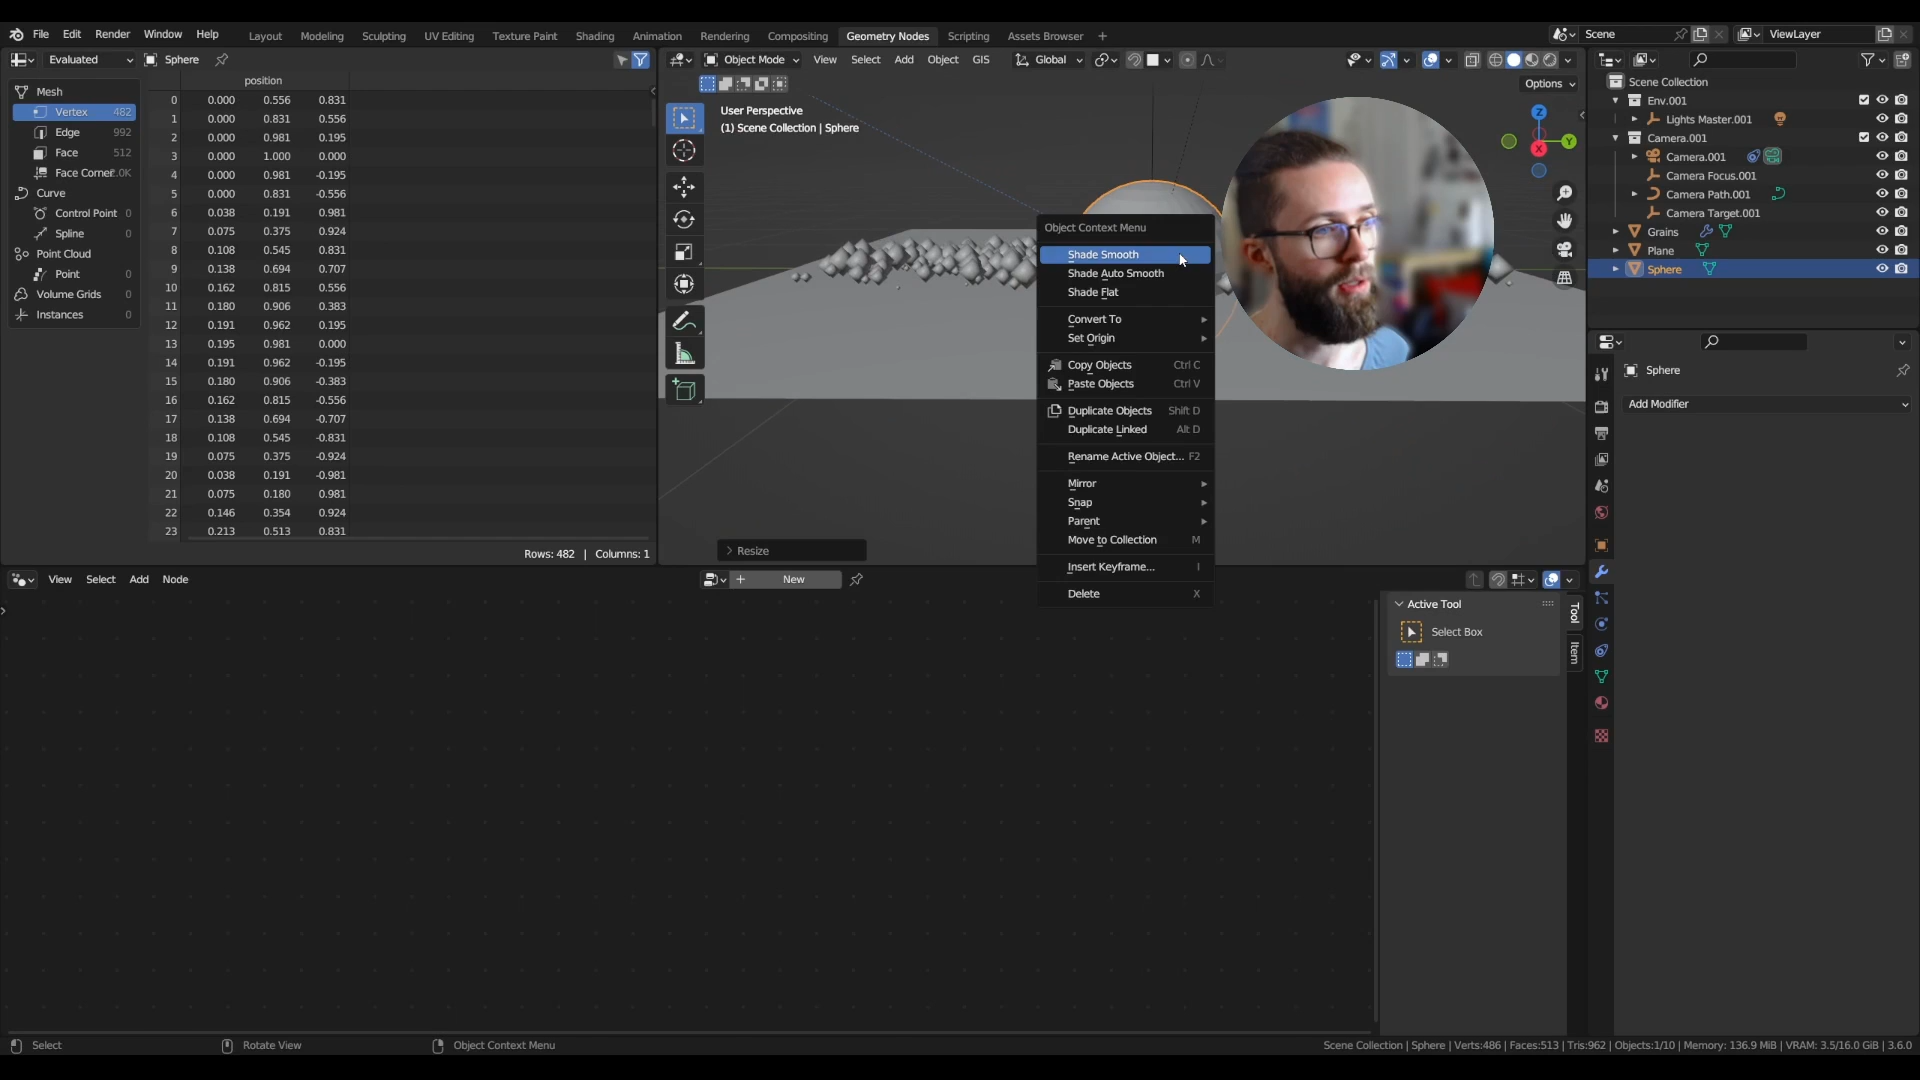 File Edit Render Window Help Layout Modeling Sculpting UV Editing Texture Paint Shading Animation Rendering Compositing Geometry Nodes Scripting Assets Browser + Scene ViewLayer
Evaluated Sphere
position
Mesh
Vertex 482
Edge 992
Face 512
Face Corner 2.0K
Curve
Control Point 0
Spline 0
Point Cloud
Point 0
Volume Grids 0
Instances 0
0 0.000 0.556 0.831
1 0.000 0.831 0.556
2 0.000 0.981 0.195
3 0.000 1.000 0.000
4 0.000 0.981 -0.195
5 0.000 0.831 -0.556
6 0.038 0.191 0.981
7 0.075 0.375 0.924
8 0.108 0.545 0.831
9 0.138 0.694 0.707
10 0.162 0.815 0.556
11 0.180 0.906 0.383
12 0.191 0.962 0.195
13 0.195 0.981 0.000
14 0.191 0.962 -0.195
15 0.180 0.906 -0.383
16 0.162 0.815 -0.556
17 0.138 0.694 -0.707
18 0.108 0.545 -0.831
19 0.075 0.375 -0.924
20 0.038 0.191 -0.981
21 0.075 0.180 0.981
22 0.146 0.354 0.924
23 0.213 0.513 0.831
Rows: 482 | Columns: 1
Object Mode View Select Add Object GIS Global
Options
User Perspective
(1) Scene Collection | Sphere
Z
Y
X
Object Context Menu
Shade Smooth
Shade Auto Smooth
Shade Flat
Convert To
Set Origin
Copy Objects Ctrl C
Paste Objects Ctrl V
Duplicate Objects Shift D
Duplicate Linked Alt D
Rename Active Object... F2
Mirror
Snap
Parent
Move to Collection M
Insert Keyframe... I
Delete X
Resize
Scene Collection
Env.001
Lights Master.001
Camera.001
Camera.001
Camera Focus.001
Camera Path.001
Camera Target.001
Grains
Plane
Sphere
Sphere
Add Modifier
View Select Add Node
+ New
Active Tool
Select Box
Tool
Item
Select Rotate View Object Context Menu
Scene Collection | Sphere | Verts:486 | Faces:513 | Tris:962 | Objects:1/10 | Memory: 136.9 MiB | VRAM: 3.5/16.0 GiB | 3.6.0